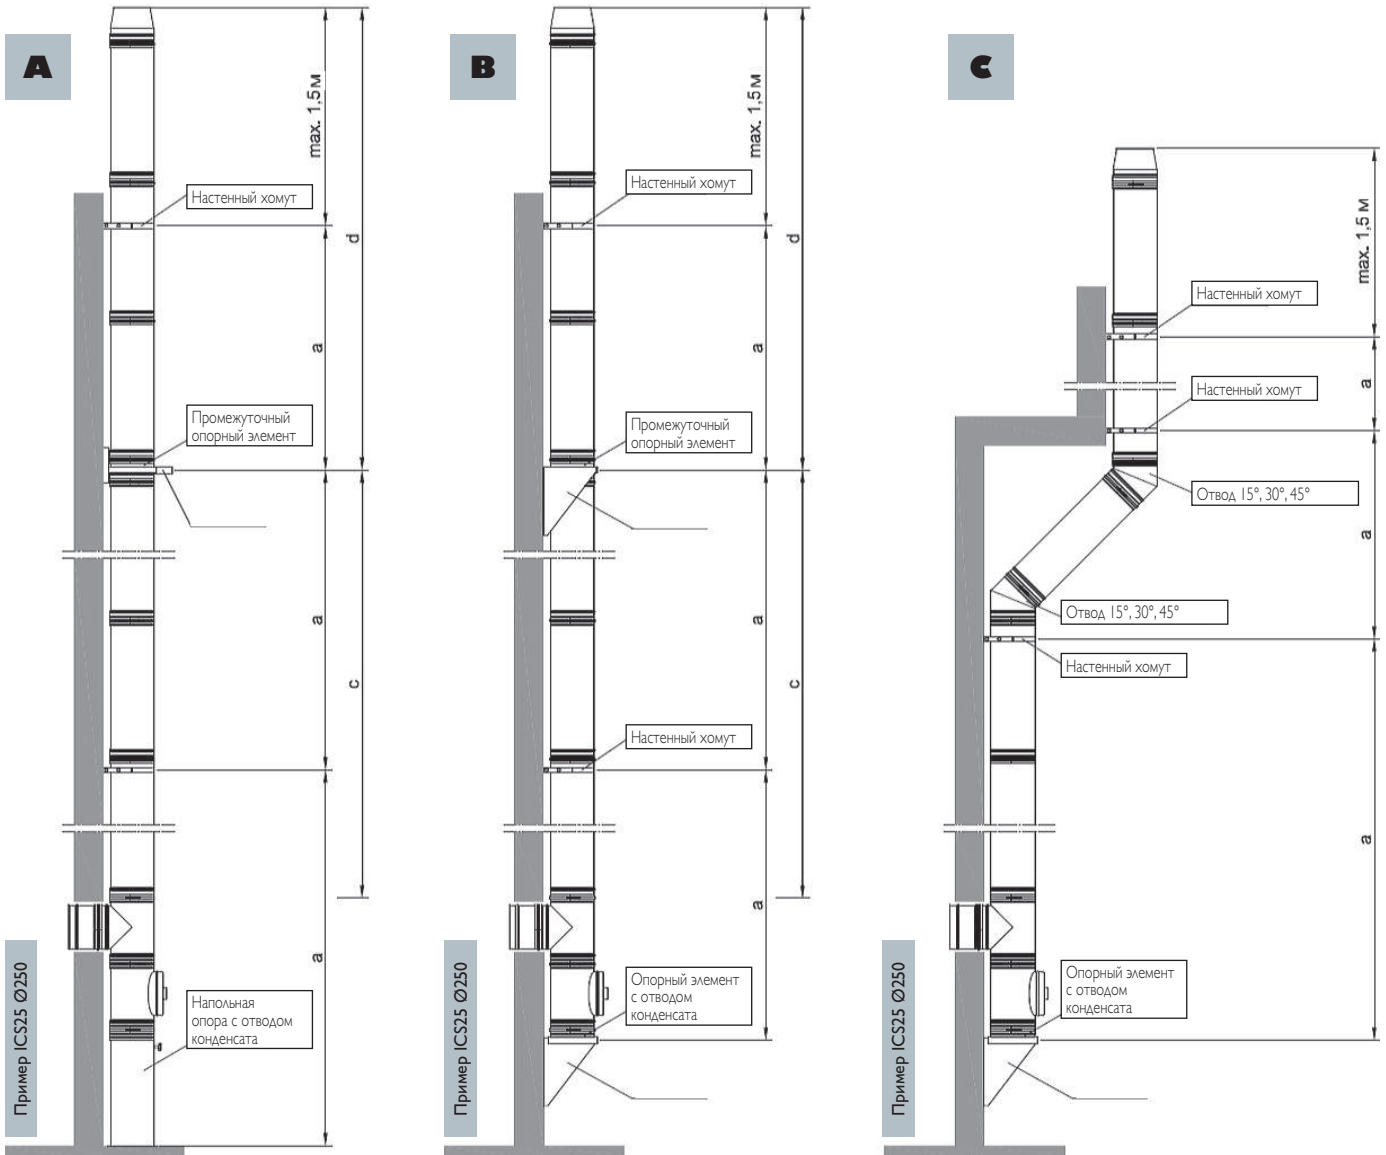 A
max. 1,5 м
d
Настенный хомут
a
Промежуточный
опорный элемент
a
c
a
Напольная
опора с отводом
конденсата
Пример ICS25 Ø250
B
max. 1,5 м
d
Настенный хомут
a
Промежуточный
опорный элемент
a
c
Настенный хомут
a
Опорный элемент
с отводом
конденсата
Пример ICS25 Ø250
C
max. 1,5 м
Настенный хомут
a
Настенный хомут
Отвод 15°, 30°, 45°
a
Отвод 15°, 30°, 45°
Настенный хомут
a
Опорный элемент
с отводом
конденсата
Пример ICS25 Ø250